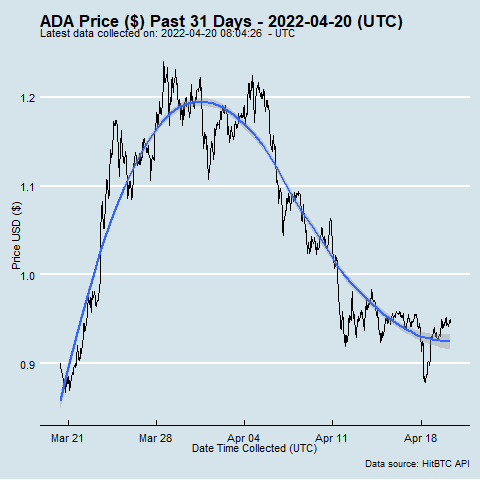 ADA Price ($) Past 31 Days - 2022-04-20 (UTC)
Latest data collected on: 2022-04-20 08:04:26 - UTC
1.2
1.1
1.0
0.9
Price USD ($)
Mar 21 Mar 28 Apr 04 Apr 11 Apr 18
Date Time Collected (UTC)
Data source: HitBTC API